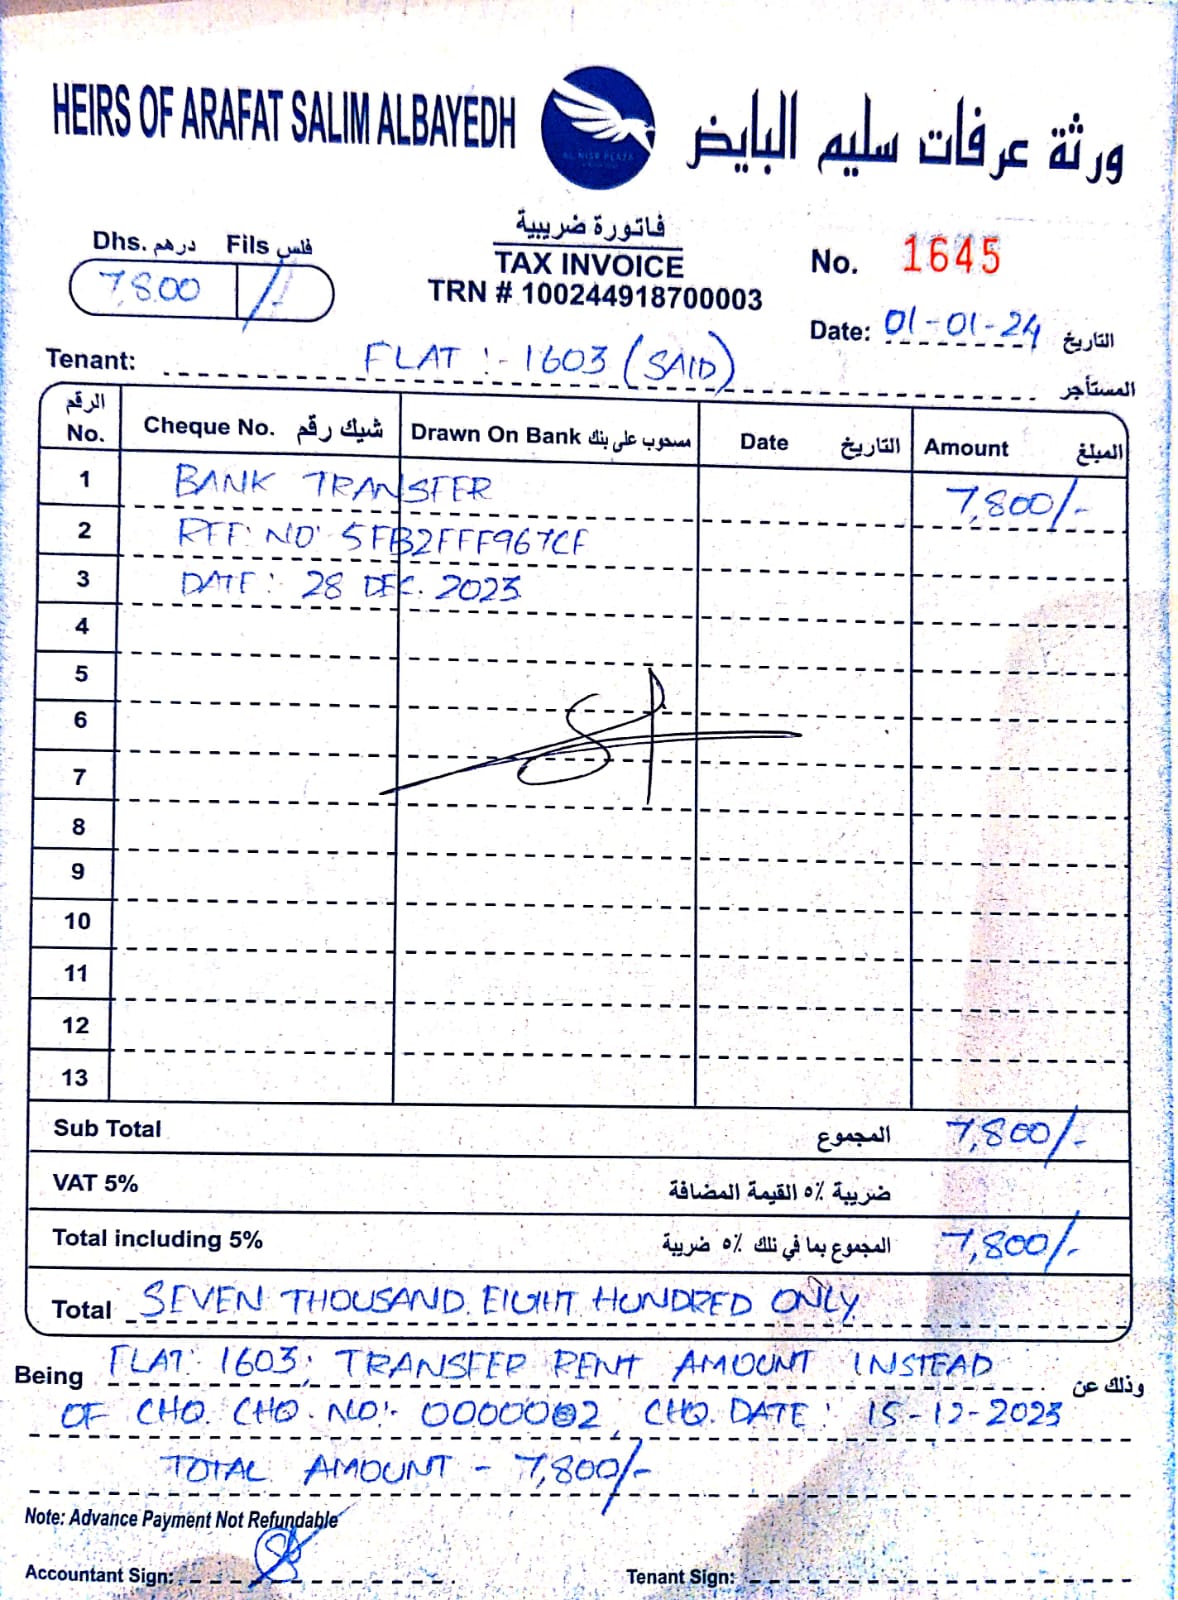 HEIRS OF ARAFAT SALIM ALBAYEDH
ورثة عرفات سليم البايض
AL NISR PLAZA
فاتورة ضريبية
TAX INVOICE
TRN # 100244918700003
Dhs. درهم Fils فلس
7,800 /-
No. 1645
Date: 01-01-24 التاريخ
Tenant: FLAT :- 1603 (SAID) المستأجر
الرقم No. Cheque No. شيك رقم Drawn On Bank مسحوب على بنك Date التاريخ Amount المبلغ
1 BANK TRANSFER 7,800/-
2 REF: NO: 5FB2FFF967CF
3 DATE: 28 DEC. 2023
4
5
6
7
8
9
10
11
12
13
Sub Total المجموع 7,800/-
VAT 5% ضريبة ٥٪ القيمة المضافة
Total including 5% المجموع بما في ذلك ٥٪ ضريبة 7,800/-
Total SEVEN THOUSAND EIGHT HUNDRED ONLY
Being FLAT: 1603; TRANSFER RENT AMOUNT INSTEAD وذلك عن
OF CHQ. CHQ. NO:- 0000002, CHQ. DATE: 15-12-2023
TOTAL AMOUNT - 7,800/-
Note: Advance Payment Not Refundable
Accountant Sign: Tenant Sign: